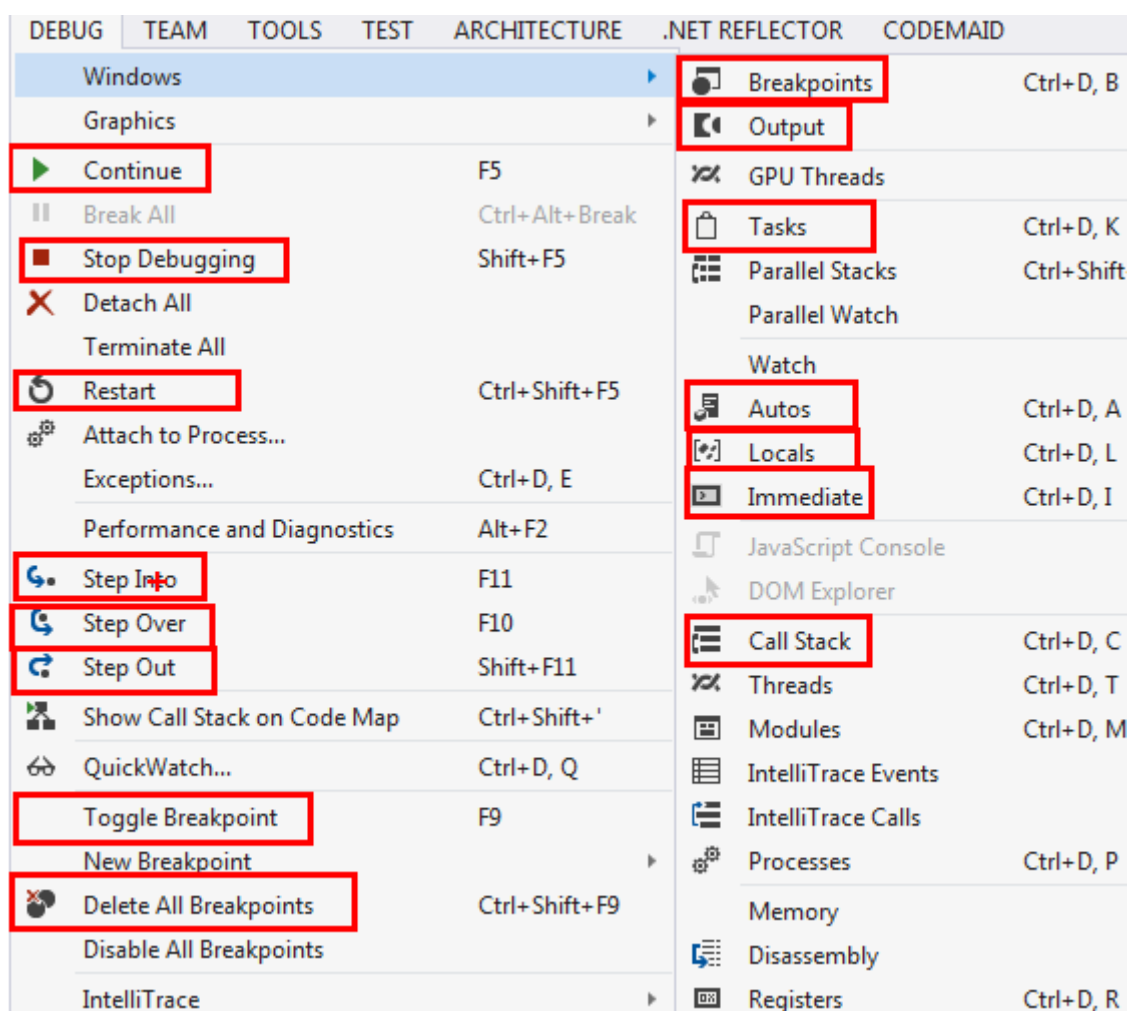 DEBUG TEAM TOOLS TEST ARCHITECTURE .NET REFLECTOR CODEMAID
Windows
Graphics
Continue F5
Break All Ctrl+Alt+Break
Stop Debugging Shift+F5
Detach All
Terminate All
Restart Ctrl+Shift+F5
Attach to Process...
Exceptions... Ctrl+D, E
Performance and Diagnostics Alt+F2
Step Into F11
Step Over F10
Step Out Shift+F11
Show Call Stack on Code Map Ctrl+Shift+'
QuickWatch... Ctrl+D, Q
Toggle Breakpoint F9
New Breakpoint
Delete All Breakpoints Ctrl+Shift+F9
Disable All Breakpoints
IntelliTrace
Breakpoints Ctrl+D, B
Output
GPU Threads
Tasks Ctrl+D, K
Parallel Stacks Ctrl+Shift
Parallel Watch
Watch
Autos Ctrl+D, A
Locals Ctrl+D, L
Immediate Ctrl+D, I
JavaScript Console
DOM Explorer
Call Stack Ctrl+D, C
Threads Ctrl+D, T
Modules Ctrl+D, M
IntelliTrace Events
IntelliTrace Calls
Processes Ctrl+D, P
Memory
Disassembly
Registers Ctrl+D, R